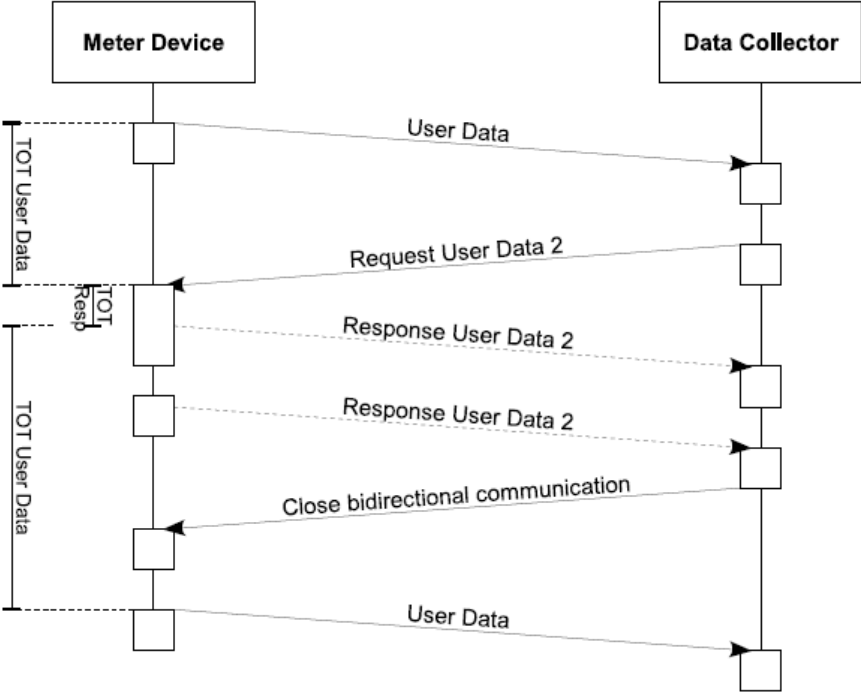 Meter Device
Data Collector
User Data
TOT User Data
Request User Data 2
TOT
Resp
Response User Data 2
Response User Data 2
TOT User Data
Close bidirectional communication
User Data